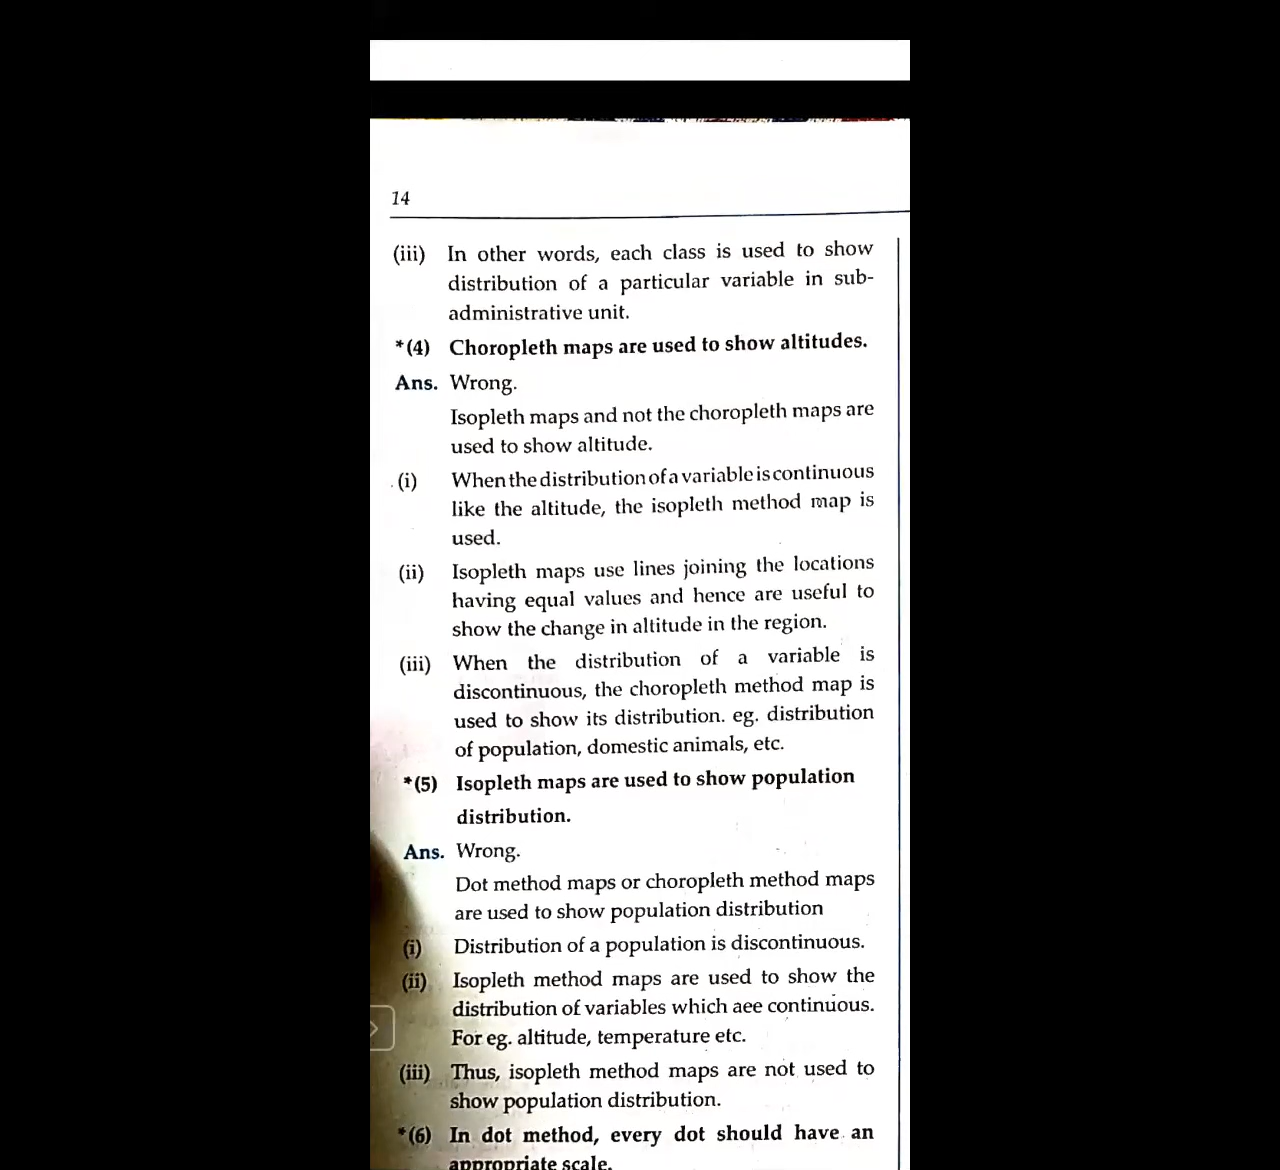 14
(iii) In other words, each class is used to show
distribution of a particular variable in sub-
administrative unit.
*(4) Choropleth maps are used to show altitudes.
Ans. Wrong.
Isopleth maps and not the choropleth maps are
used to show altitude.
(i) When the distribution of a variable is continuous
like the altitude, the isopleth method map is
used.
(ii) Isopleth maps use lines joining the locations
having equal values and hence are useful to
show the change in altitude in the region.
(iii) When the distribution of a variable is
discontinuous, the choropleth method map is
used to show its distribution. eg. distribution
of population, domestic animals, etc.
*(5) Isopleth maps are used to show population
distribution.
Ans. Wrong.
Dot method maps or choropleth method maps
are used to show population distribution
(i) Distribution of a population is discontinuous.
(ii) Isopleth method maps are used to show the
distribution of variables which aee continuous.
For eg. altitude, temperature etc.
(iii) Thus, isopleth method maps are not used to
show population distribution.
*(6) In dot method, every dot should have an
appropriate scale.